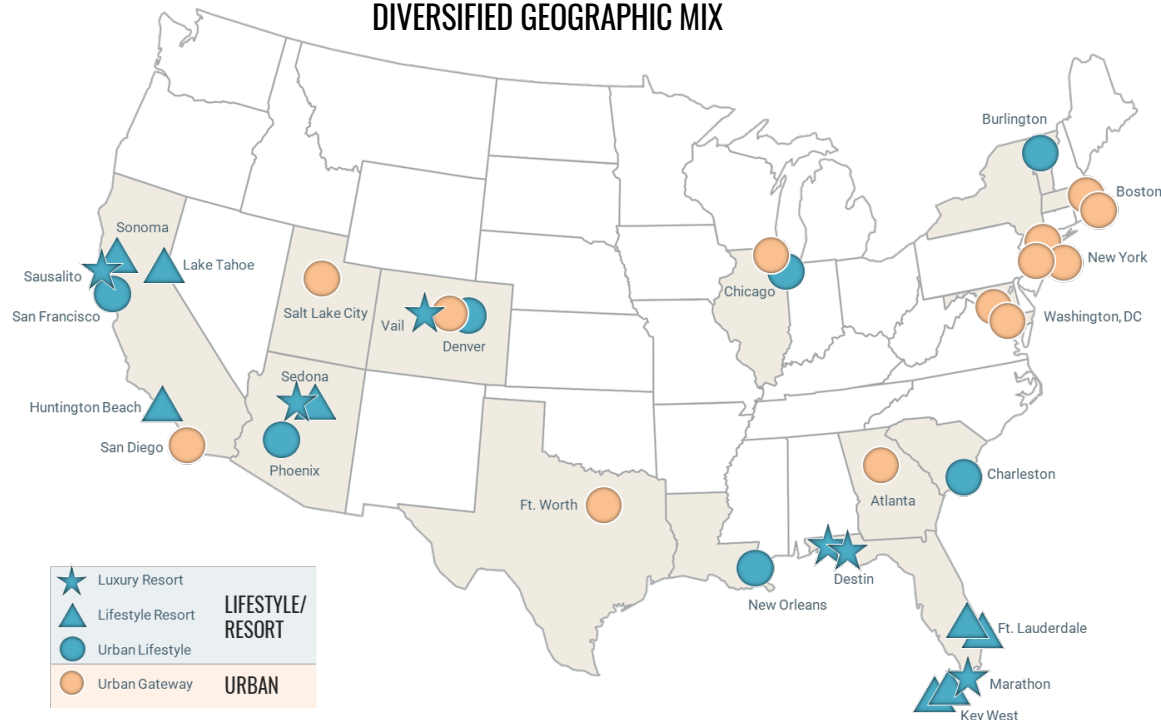 DIVERSIFIED GEOGRAPHIC MIX
Burlington
Boston
Sonoma
Sausalito
Lake Tahoe
San Francisco
Salt Lake City
Vail
Denver
Chicago
New York
Washington, DC
Sedona
Huntington Beach
San Diego
Phoenix
Ft. Worth
Atlanta
Charleston
New Orleans
Destin
Ft. Lauderdale
Marathon
Key West
Luxury Resort
Lifestyle Resort
Urban Lifestyle
LIFESTYLE/
RESORT
Urban Gateway
URBAN